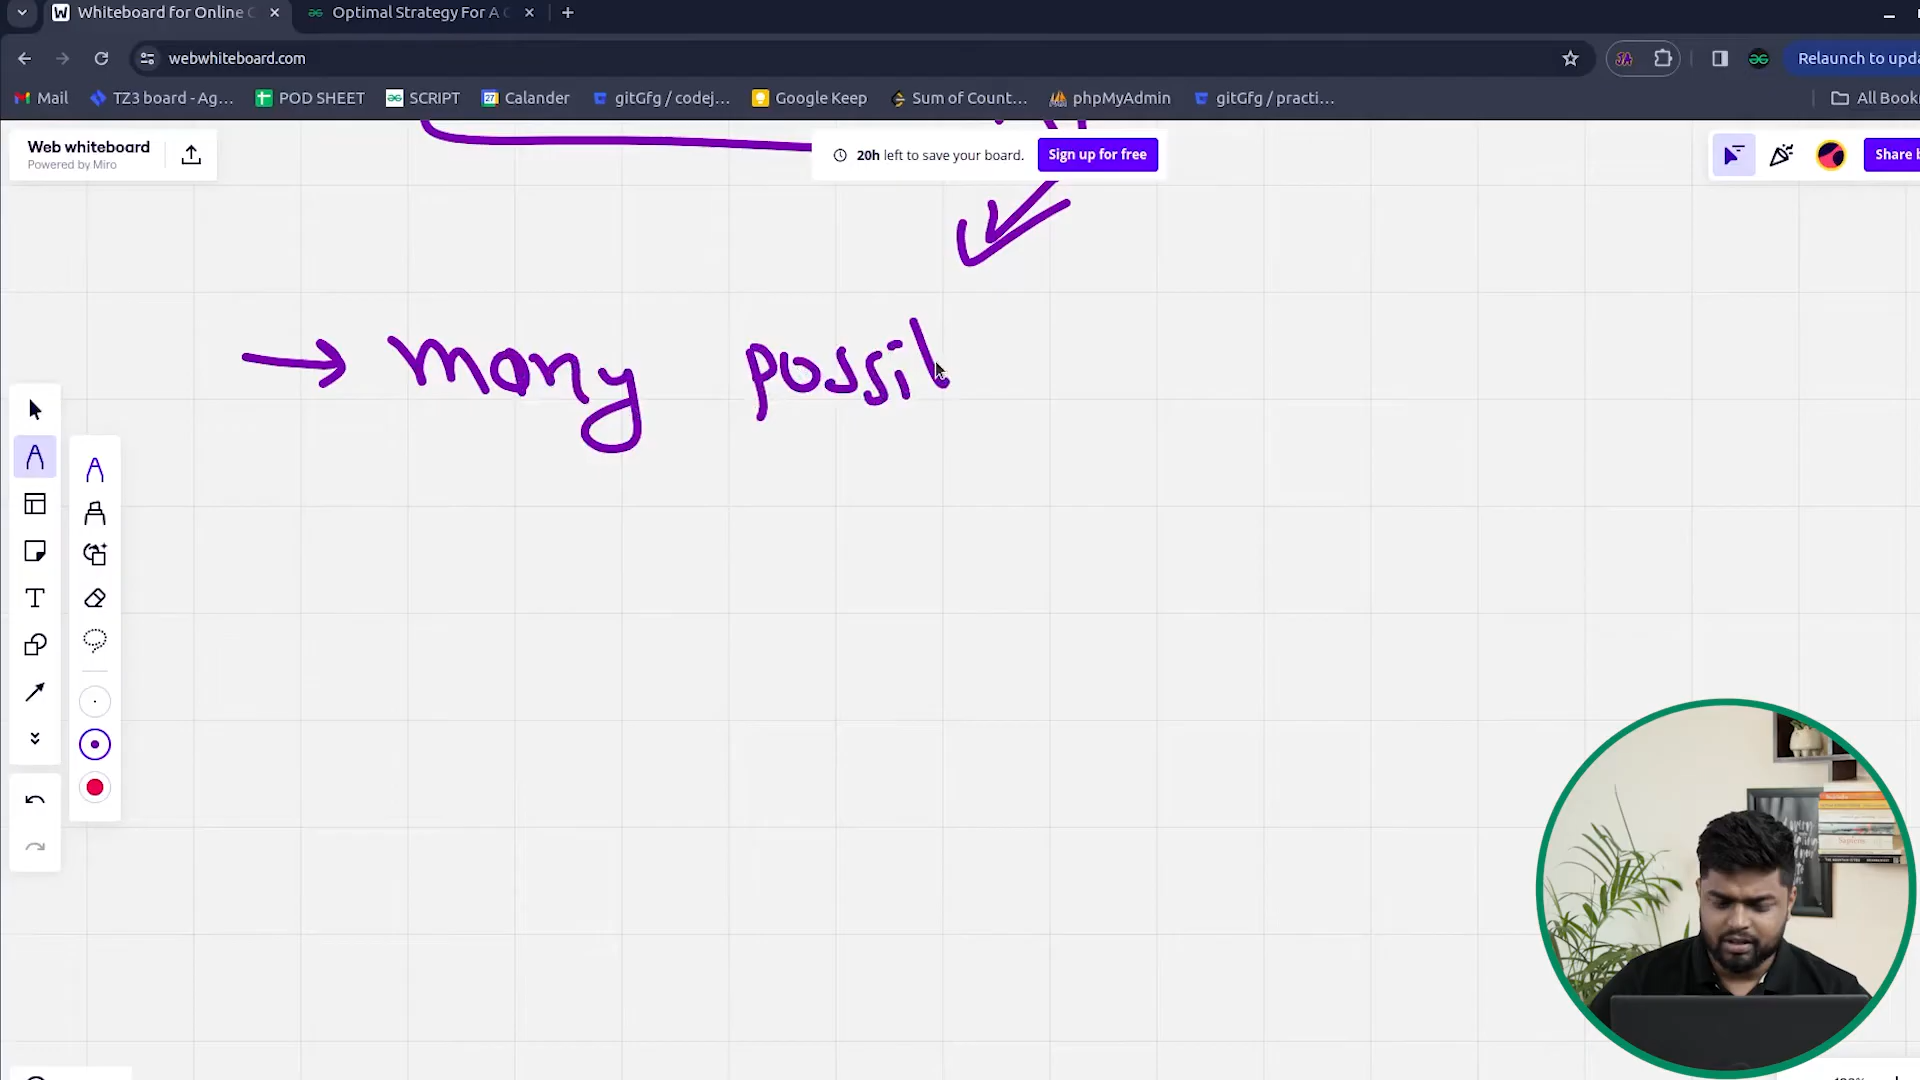 Whiteboard for Online C
Optimal Strategy For A G
webwhiteboard.com
Relaunch to upda
Mail
TZ3 board - Ag...
POD SHEET
SCRIPT
Calander
gitGfg / codej...
Google Keep
Sum of Count...
phpMyAdmin
gitGfg / practi...
All Book
Web whiteboard
Powered by Miro
20h left to save your board.
Sign up for free
Share b
→ many possib